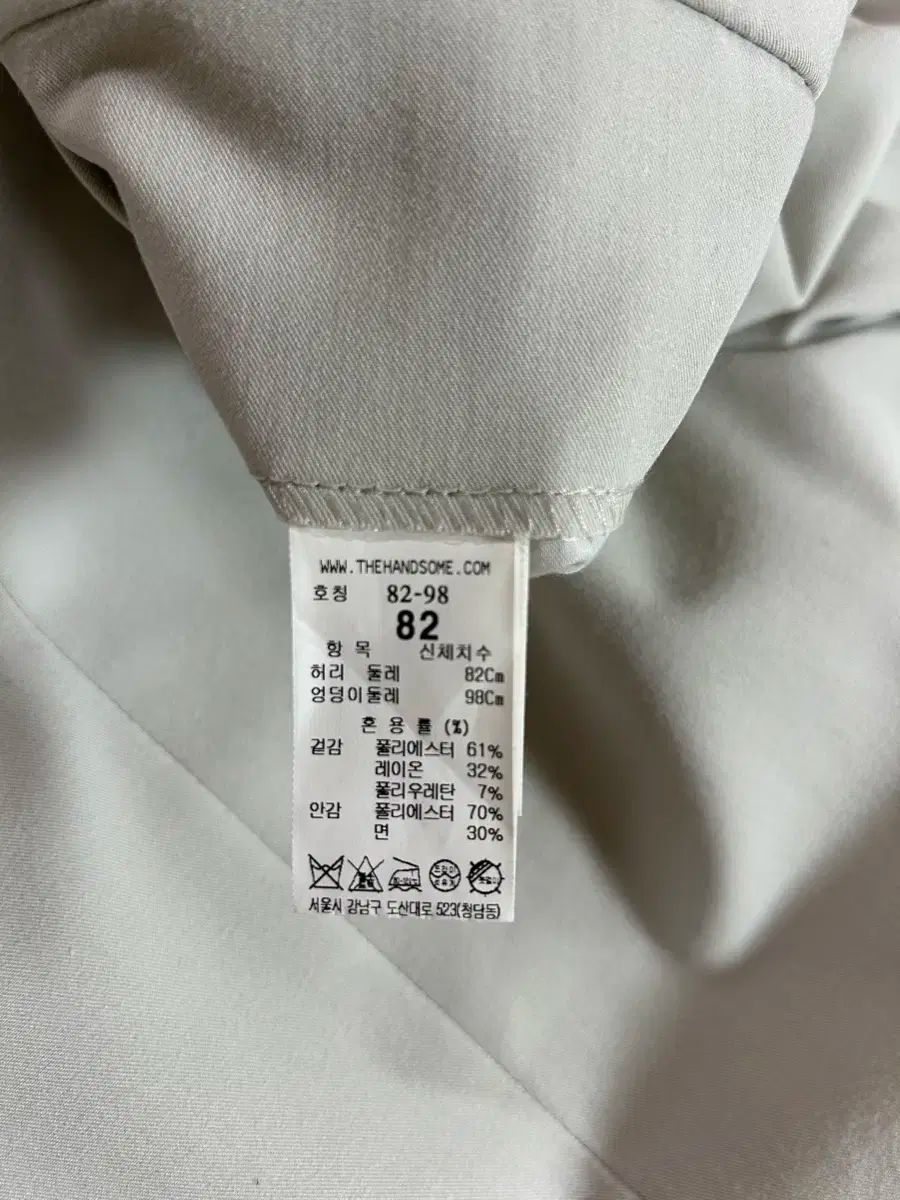 WWW.THEHANDSOME.COM
호칭 82-98
82
항 목 신체치수
허리 둘레 82Cm
엉덩이둘레 98Cm
혼 용 률 (%)
겉감 폴리에스터 61%
레이온 32%
폴리우레탄 7%
안감 폴리에스터 70%
면 30%
드라이
서울시 강남구 도산대로 523(청담동)